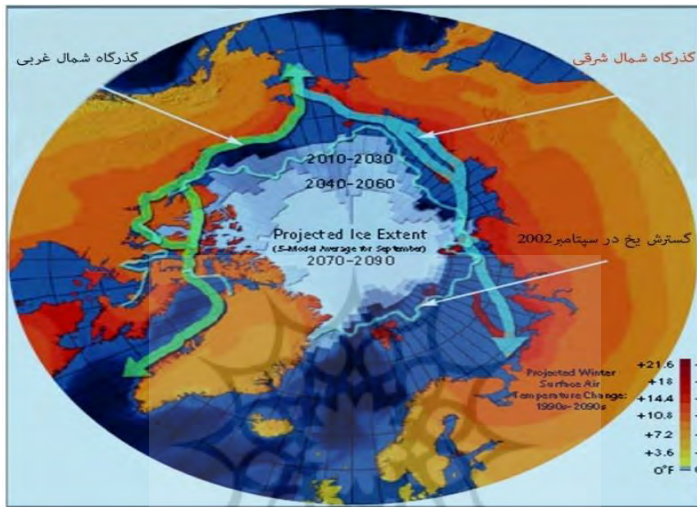 گذرگاه شمال غربی
گذرگاه شمال شرقی
2010-2030
2040-2060
Projected Ice Extent
(5-Model Average for September)
2070-2090
گسترش یخ در سپتامبر2002
Projected Winter
Surface Air
Temperature Change:
1990s-2090s
+21.6
+18
+14.4
+10.8
+7.2
+3.6
0°F